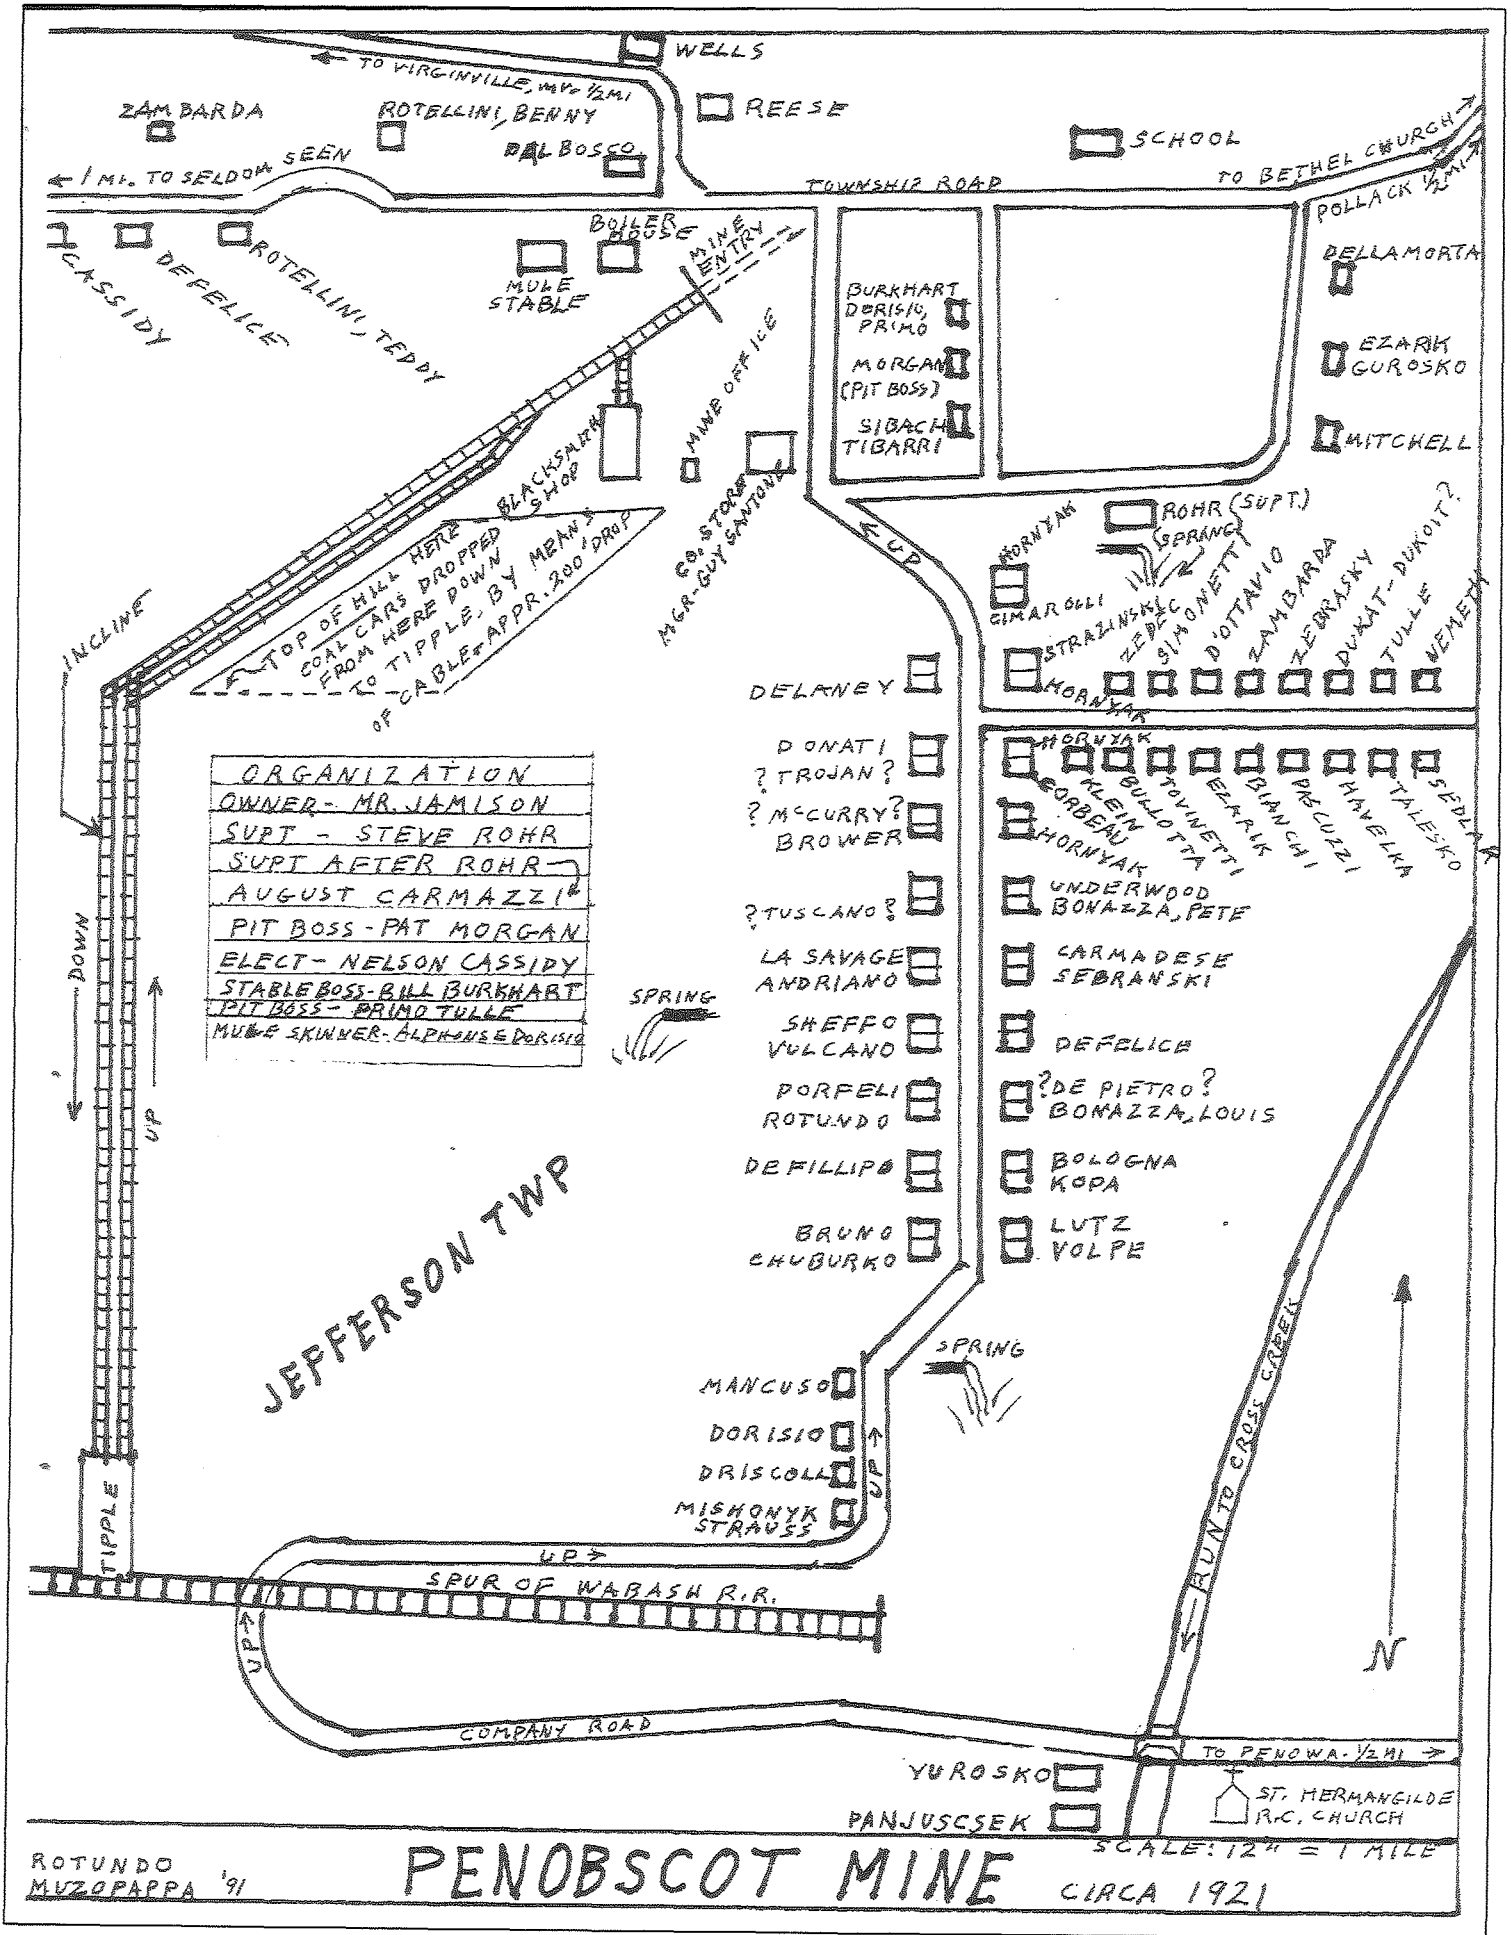 WELLS
← TO VIRGINVILLE, W.V. 1/2 MI
ZAMBARDA
ROTELLINI, BENNY
REESE
DAL BOSCO
SCHOOL
← 1 MI. TO SELDOM SEEN
TOWNSHIP ROAD
TO BETHEL CHURCH →
POLLACK 1/2 MI →
CASSIDY
DEFELICE
ROTELLINI, TEDDY
MULE
STABLE
BOILER
HOUSE
MINE
ENTRY
BURKHART
DORISIO,
PRIMO
MORGAN
(PIT BOSS)
SIBACH
TIBARRI
DELLAMORTA
EZARIK
GUROSKO
MITCHELL
BLACKSMITH
SHOP
MINE OFFICE
CO. STORE
MGR-GUY SANTONE
TOP OF HILL HERE
COAL CARS DROPPED
FROM HERE DOWN
TO TIPPLE, BY MEANS
OF CABLE-APPR. 200' DROP
INCLINE
← UP
HORNYAK
CIMAROLLI
ROHR (SUPT.)
SPRING
STRAZINSKI
HORNYAK
ZEDEC
SIMONETTI
D'OTTAVIO
ZAMBARDA
ZEBRASKY
DUKAT-DUKOIT?
TULLE
NEMETH
DELANEY
DONATI
? TROJAN ?
? McCURRY ?
BROWER
? TUSCANO ?
LA SAVAGE
ANDRIANO
SHEFFO
VULCANO
PORFELI
ROTUNDO
DEFILLIPO
BRUNO
CHUBURKO
HORNYAK
CORBEAU
HORNYAK
KLEIN
BULLOTTA
TOVINETTI
EZARIK
BIANCHI
PASCUZZI
HAVELKA
TALESKO
SEDLAK
UNDERWOOD
BONAZZA, PETE
CARMADESE
SEBRANSKI
DEFELICE
? DE PIETRO ?
BONAZZA, LOUIS
BOLOGNA
KOPA
LUTZ
VOLPE
ORGANIZATION
OWNER- MR. JAMISON
SUPT - STEVE ROHR
SUPT AFTER ROHR
AUGUST CARMAZZI
PIT BOSS - PAT MORGAN
ELECT - NELSON CASSIDY
STABLE BOSS-BILL BURKHART
PIT BOSS - PRIMO TULLE
MULE SKINNER-ALPHONSE DORISIO
SPRING
← DOWN
UP →
JEFFERSON TWP
SPRING
MANCUSO
DORISIO
DRISCOLL
MISHONYK
STRAUSS
UP →
TIPPLE
UP →
SPUR OF WABASH R.R.
UP →
COMPANY ROAD
← RUN TO CROSS CREEK
N
TO PENOWA. 1/2 MI →
YUROSKO
PANJUSCSEK
ST. HERMANGILDE
R.C. CHURCH
SCALE: 12" = 1 MILE
ROTUNDO
MUZOPAPPA '91
PENOBSCOT MINE
CIRCA 1921